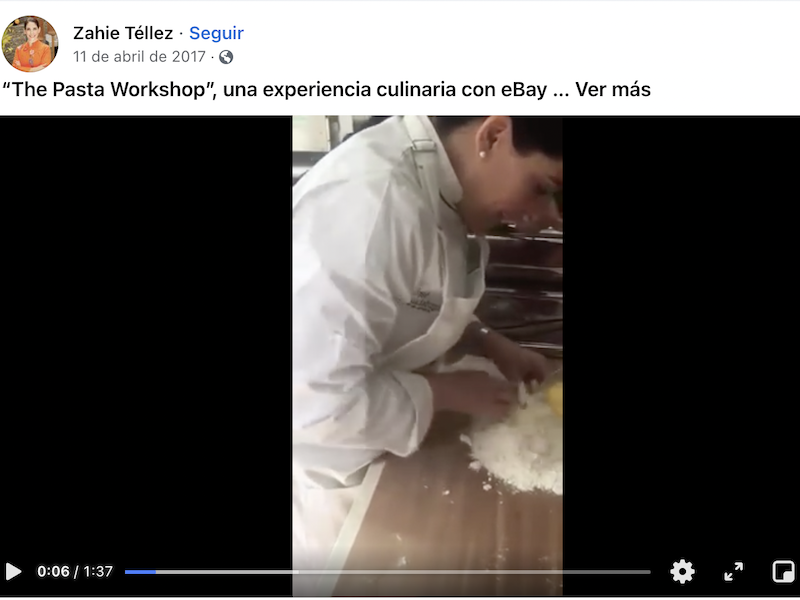 Zahie Téllez · Seguir
11 de abril de 2017 ·
“The Pasta Workshop”, una experiencia culinaria con eBay ... Ver más
0:06 / 1:37